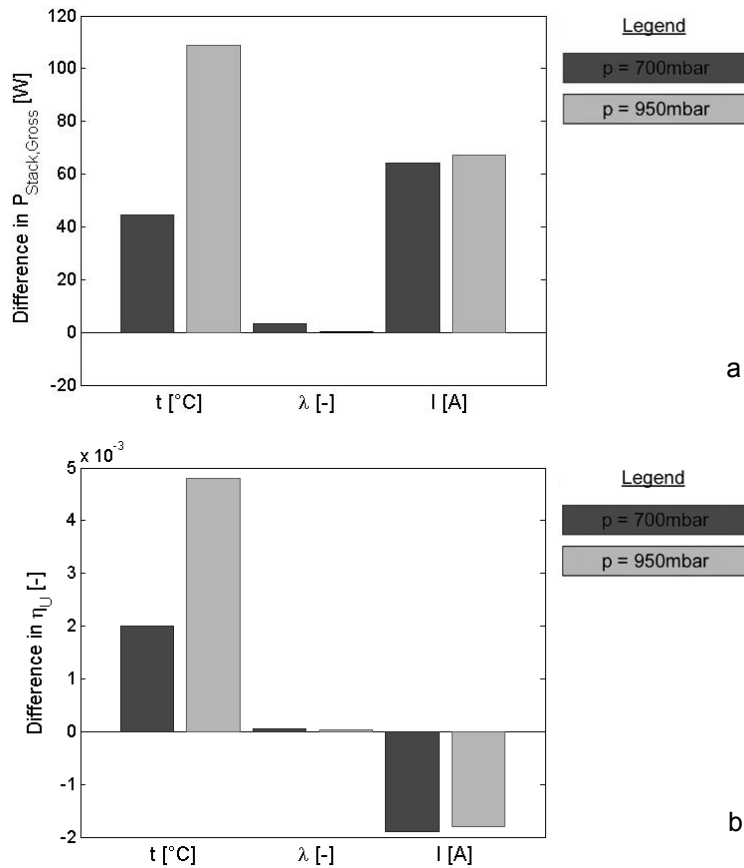 120
100
80
60
40
20
0
-20
Difference in P_Stack,Gross [W]
t [°C]
λ [-]
I [A]
Legend
p = 700mbar
p = 950mbar
a
x 10^-3
5
4
3
2
1
0
-1
-2
Difference in η_U [-]
t [°C]
λ [-]
I [A]
Legend
p = 700mbar
p = 950mbar
b